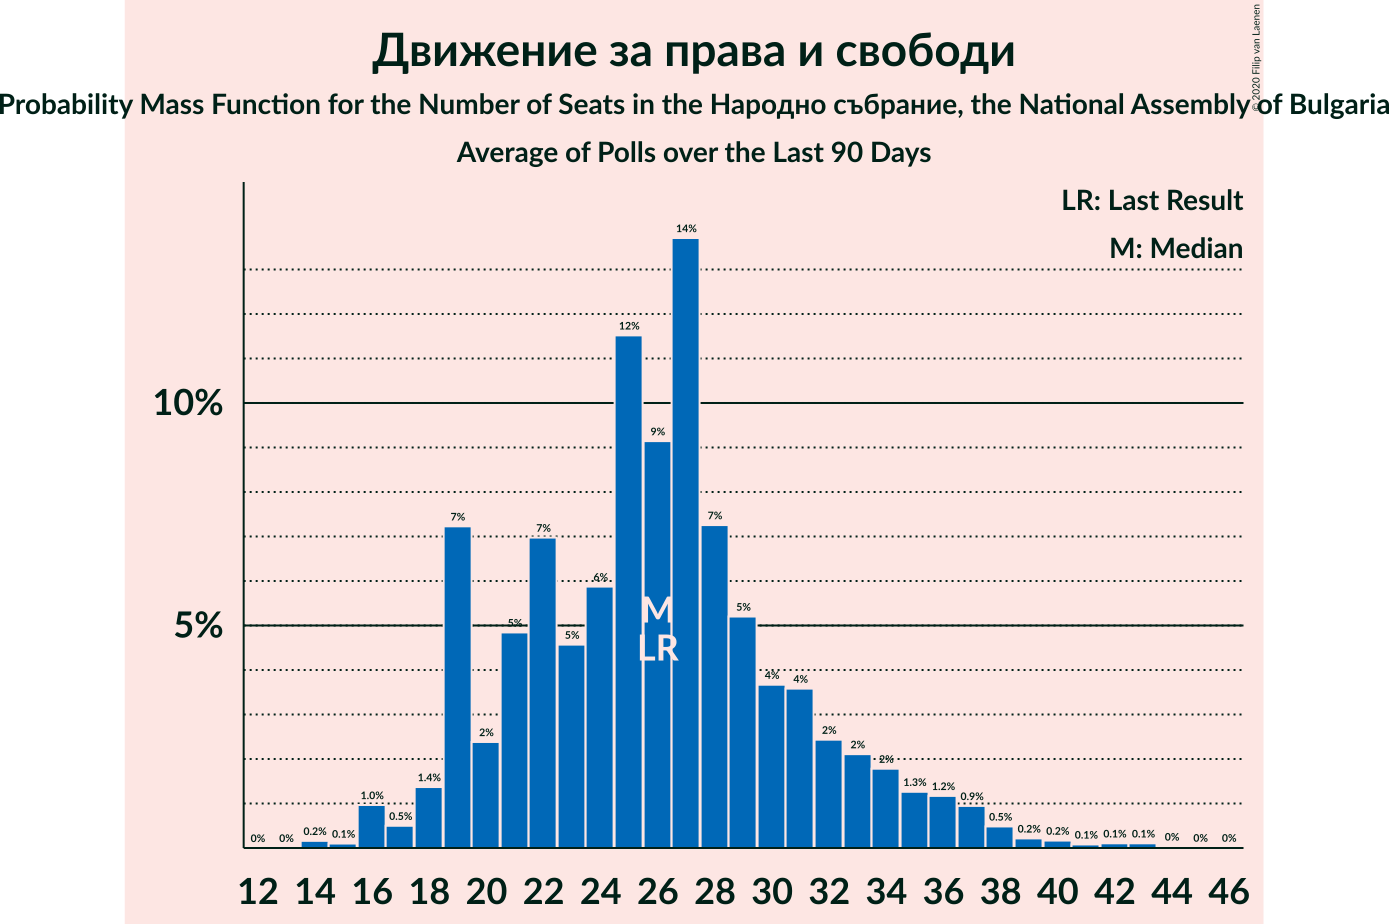 Движение за права и свободи
© 2020 Filip van Laenen
Probability Mass Function for the Number of Seats in the Народно събрание, the National Assembly of Bulgaria
Average of Polls over the Last 90 Days
LR: Last Result
M: Median
10%
5%
0% 0% 0.2% 0.1% 1.0% 0.5% 1.4% 7% 2% 5% 7% 5% 6% 12% 9% 14% 7% 5% 4% 4% 2% 2% 2% 1.3% 1.2% 0.9% 0.5% 0.2% 0.2% 0.1% 0.1% 0.1% 0% 0% 0%
M
LR
12 14 16 18 20 22 24 26 28 30 32 34 36 38 40 42 44 46